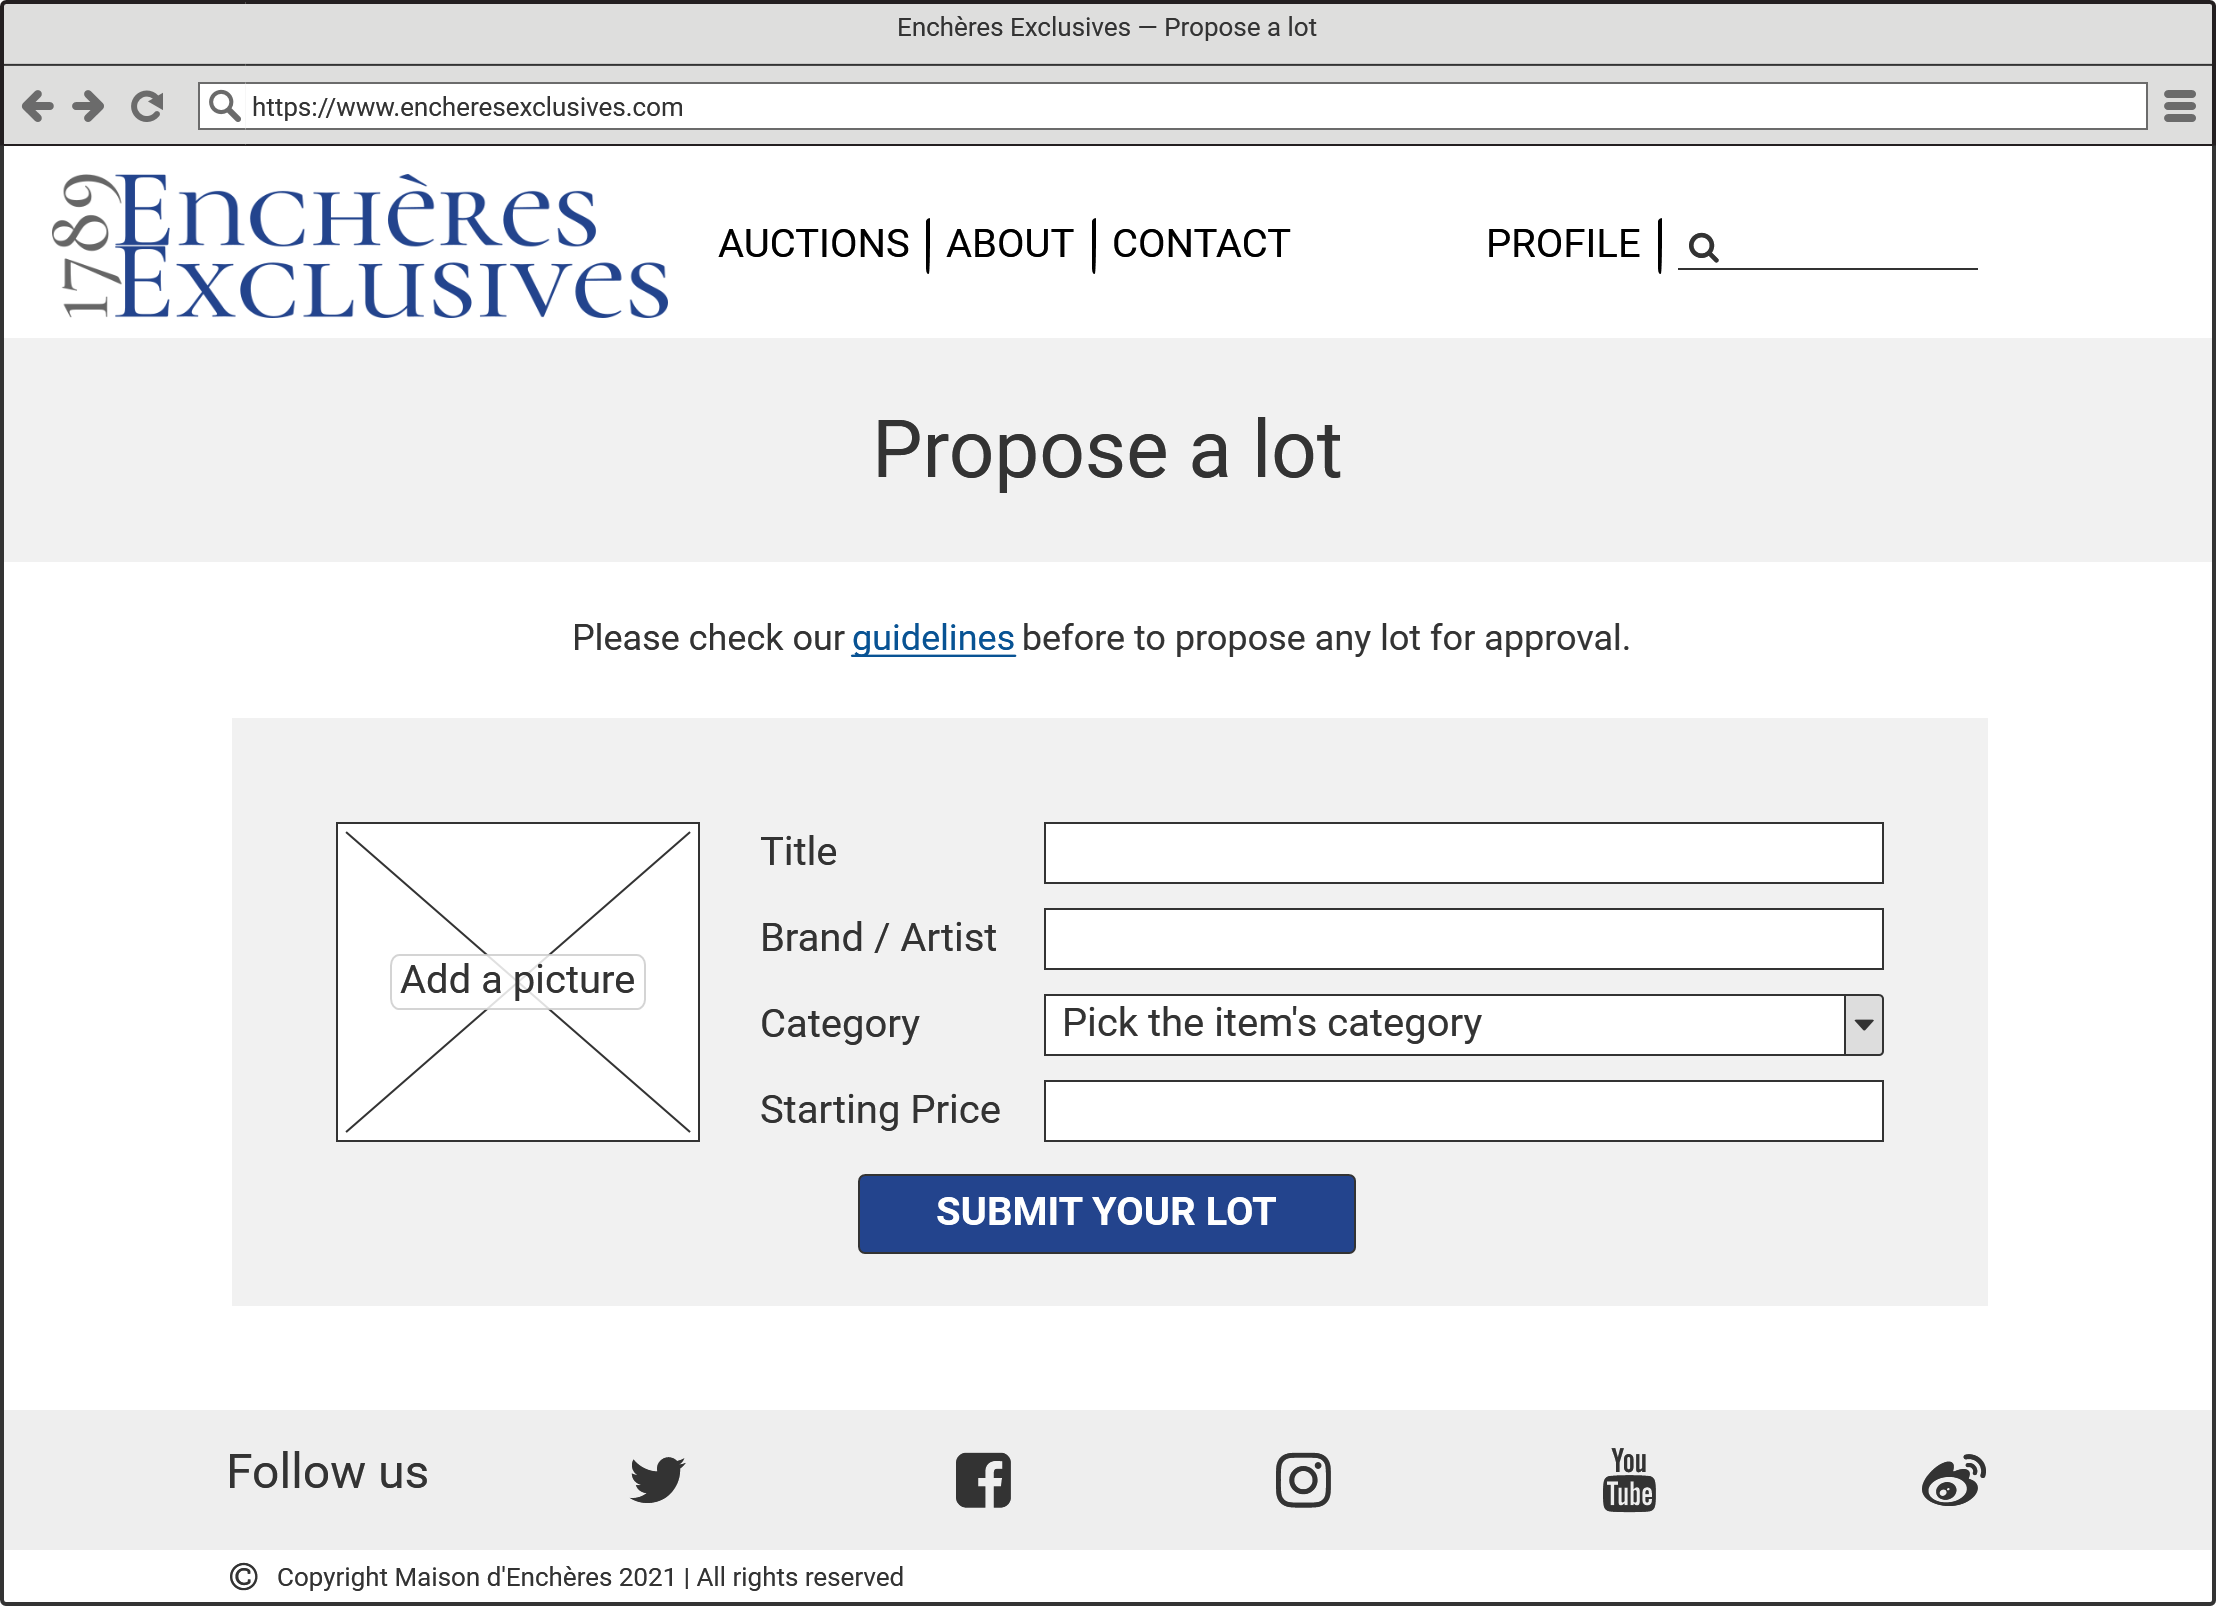 Enchères Exclusives — Propose a lot
https://www.encheresexclusives.com
1789
Enchères
Exclusives
AUCTIONS | ABOUT | CONTACT
PROFILE |
Propose a lot
Please check our guidelines before to propose any lot for approval.
Add a picture
Title
Brand / Artist
Category
Pick the item's category
Starting Price
SUBMIT YOUR LOT
Follow us
You
Tube
© Copyright Maison d'Enchères 2021 | All rights reserved